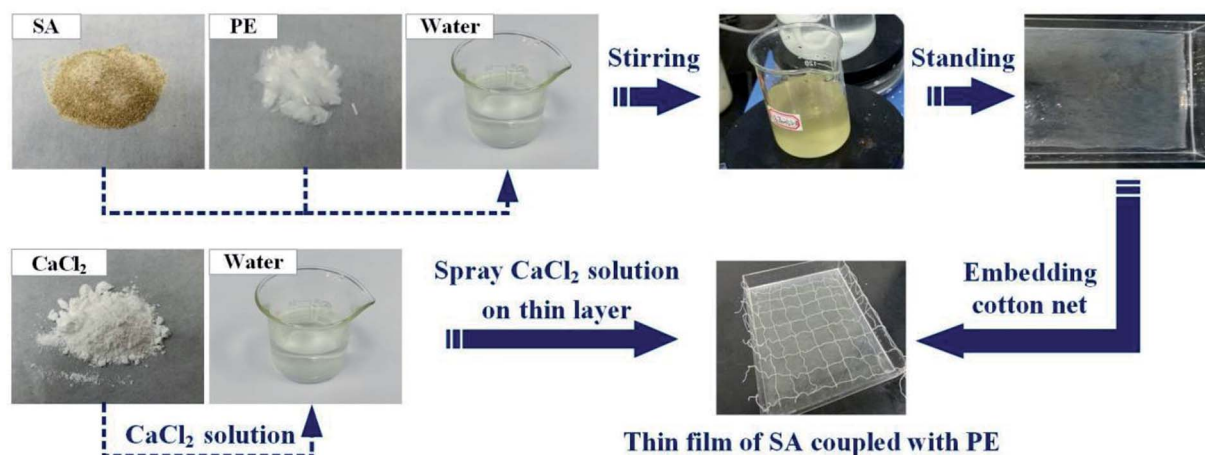 SA
PE
Water
Stirring
Standing
CaCl₂
Water
Spray CaCl₂ solution
on thin layer
Embedding
cotton net
CaCl₂ solution
Thin film of SA coupled with PE